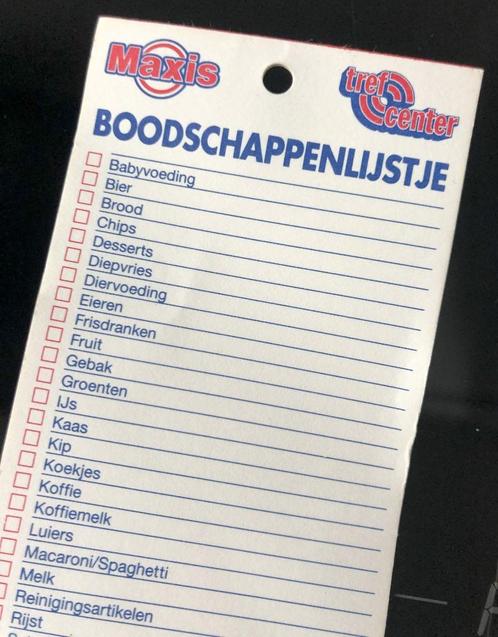 Maxis
tref center
BOODSCHAPPENLIJSTJE
Babyvoeding
Bier
Brood
Chips
Desserts
Diepvries
Diervoeding
Eieren
Frisdranken
Fruit
Gebak
Groenten
IJs
Kaas
Kip
Koekjes
Koffie
Koffiemelk
Luiers
Macaroni/Spaghetti
Melk
Reinigingsartikelen
Rijst